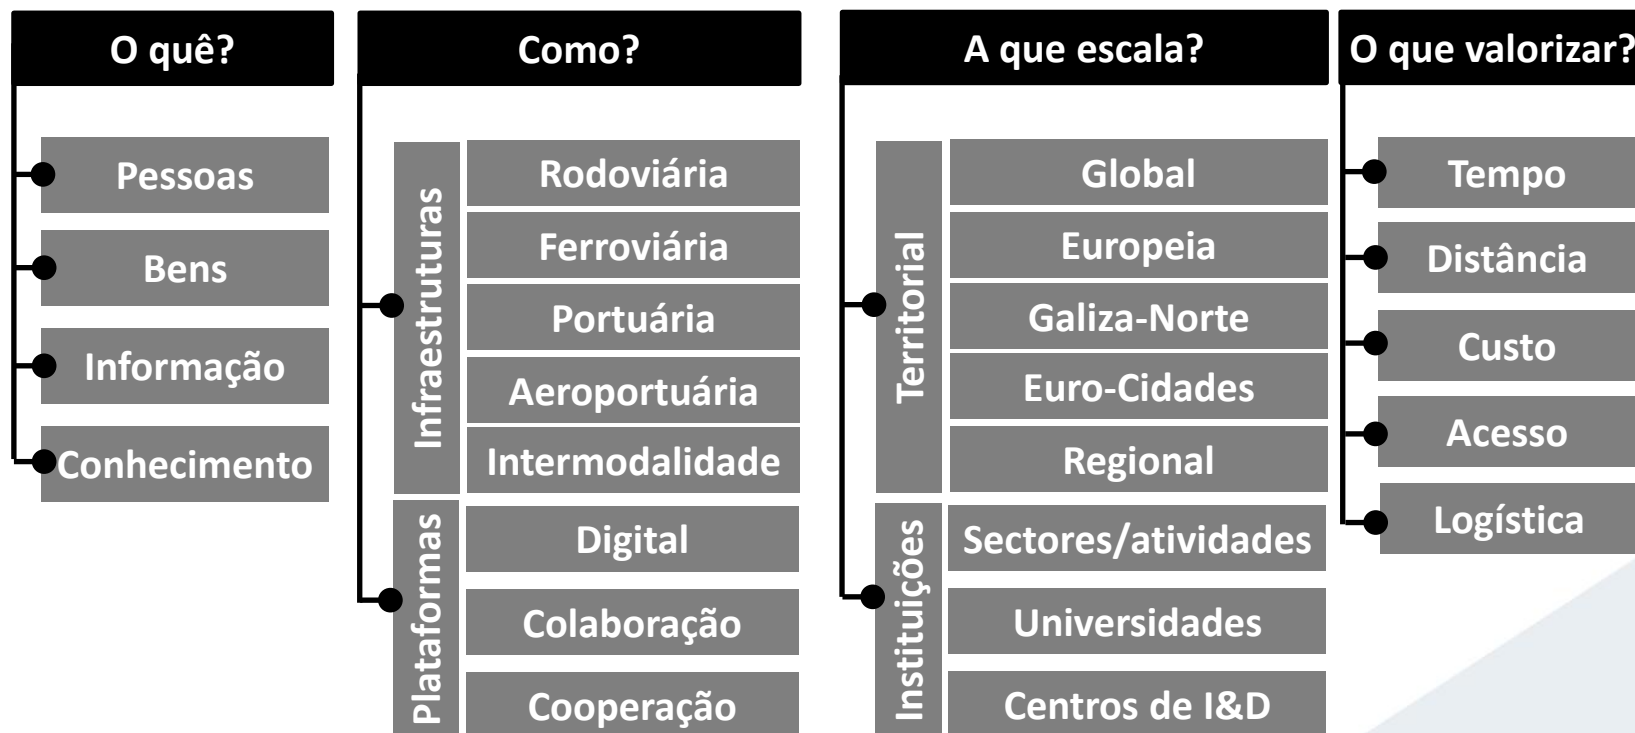 O quê?
Pessoas
Bens
Informação
Conhecimento
Como?
Infraestruturas
Rodoviária
Ferroviária
Portuária
Aeroportuária
Intermodalidade
Plataformas
Digital
Colaboração
Cooperação
A que escala?
Territorial
Global
Europeia
Galiza-Norte
Euro-Cidades
Regional
Instituições
Sectores/atividades
Universidades
Centros de I&D
O que valorizar?
Tempo
Distância
Custo
Acesso
Logística